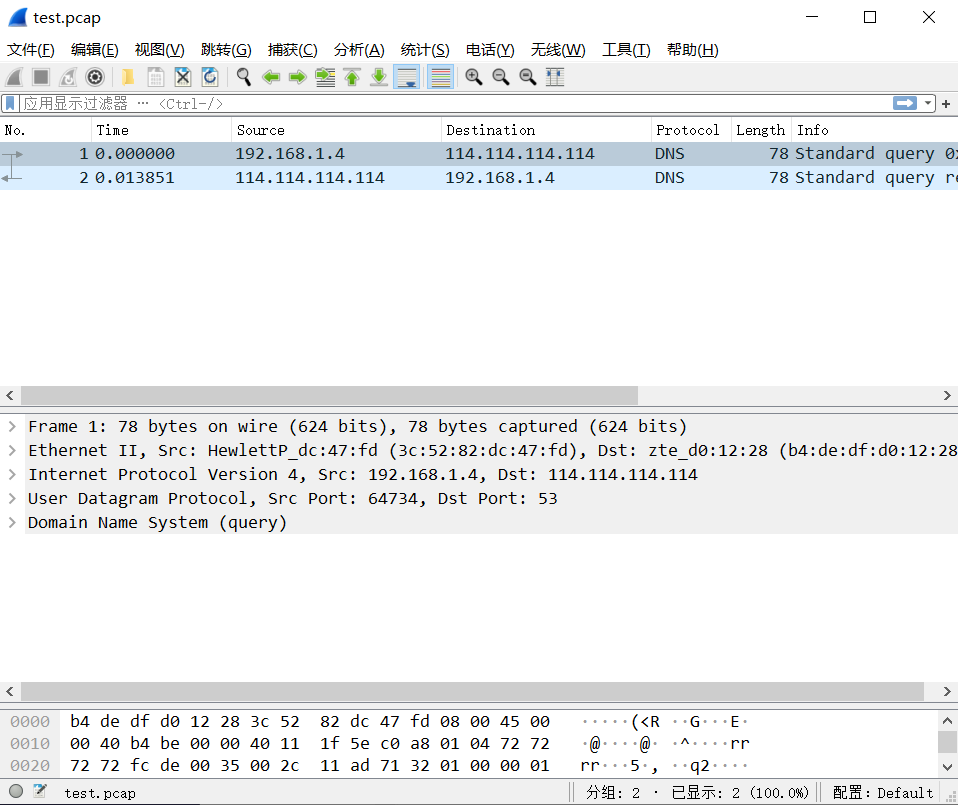 test.pcap
文件(F) 编辑(E) 视图(V) 跳转(G) 捕获(C) 分析(A) 统计(S) 电话(Y) 无线(W) 工具(T) 帮助(H)
应用显示过滤器 … <Ctrl-/>
No. Time Source Destination Protocol Length Info
1 0.000000 192.168.1.4 114.114.114.114 DNS 78 Standard query 0x
2 0.013851 114.114.114.114 192.168.1.4 DNS 78 Standard query re
Frame 1: 78 bytes on wire (624 bits), 78 bytes captured (624 bits)
Ethernet II, Src: HewlettP_dc:47:fd (3c:52:82:dc:47:fd), Dst: zte_d0:12:28 (b4:de:df:d0:12:28
Internet Protocol Version 4, Src: 192.168.1.4, Dst: 114.114.114.114
User Datagram Protocol, Src Port: 64734, Dst Port: 53
Domain Name System (query)
0000 b4 de df d0 12 28 3c 52 82 dc 47 fd 08 00 45 00 ·····(<R ··G···E·
0010 00 40 b4 be 00 00 40 11 1f 5e c0 a8 01 04 72 72 ·@····@· ·^····rr
0020 72 72 fc de 00 35 00 2c 11 ad 71 32 01 00 00 01 rr···5·, ··q2····
test.pcap 分组: 2 · 已显示: 2 (100.0%) 配置: Default